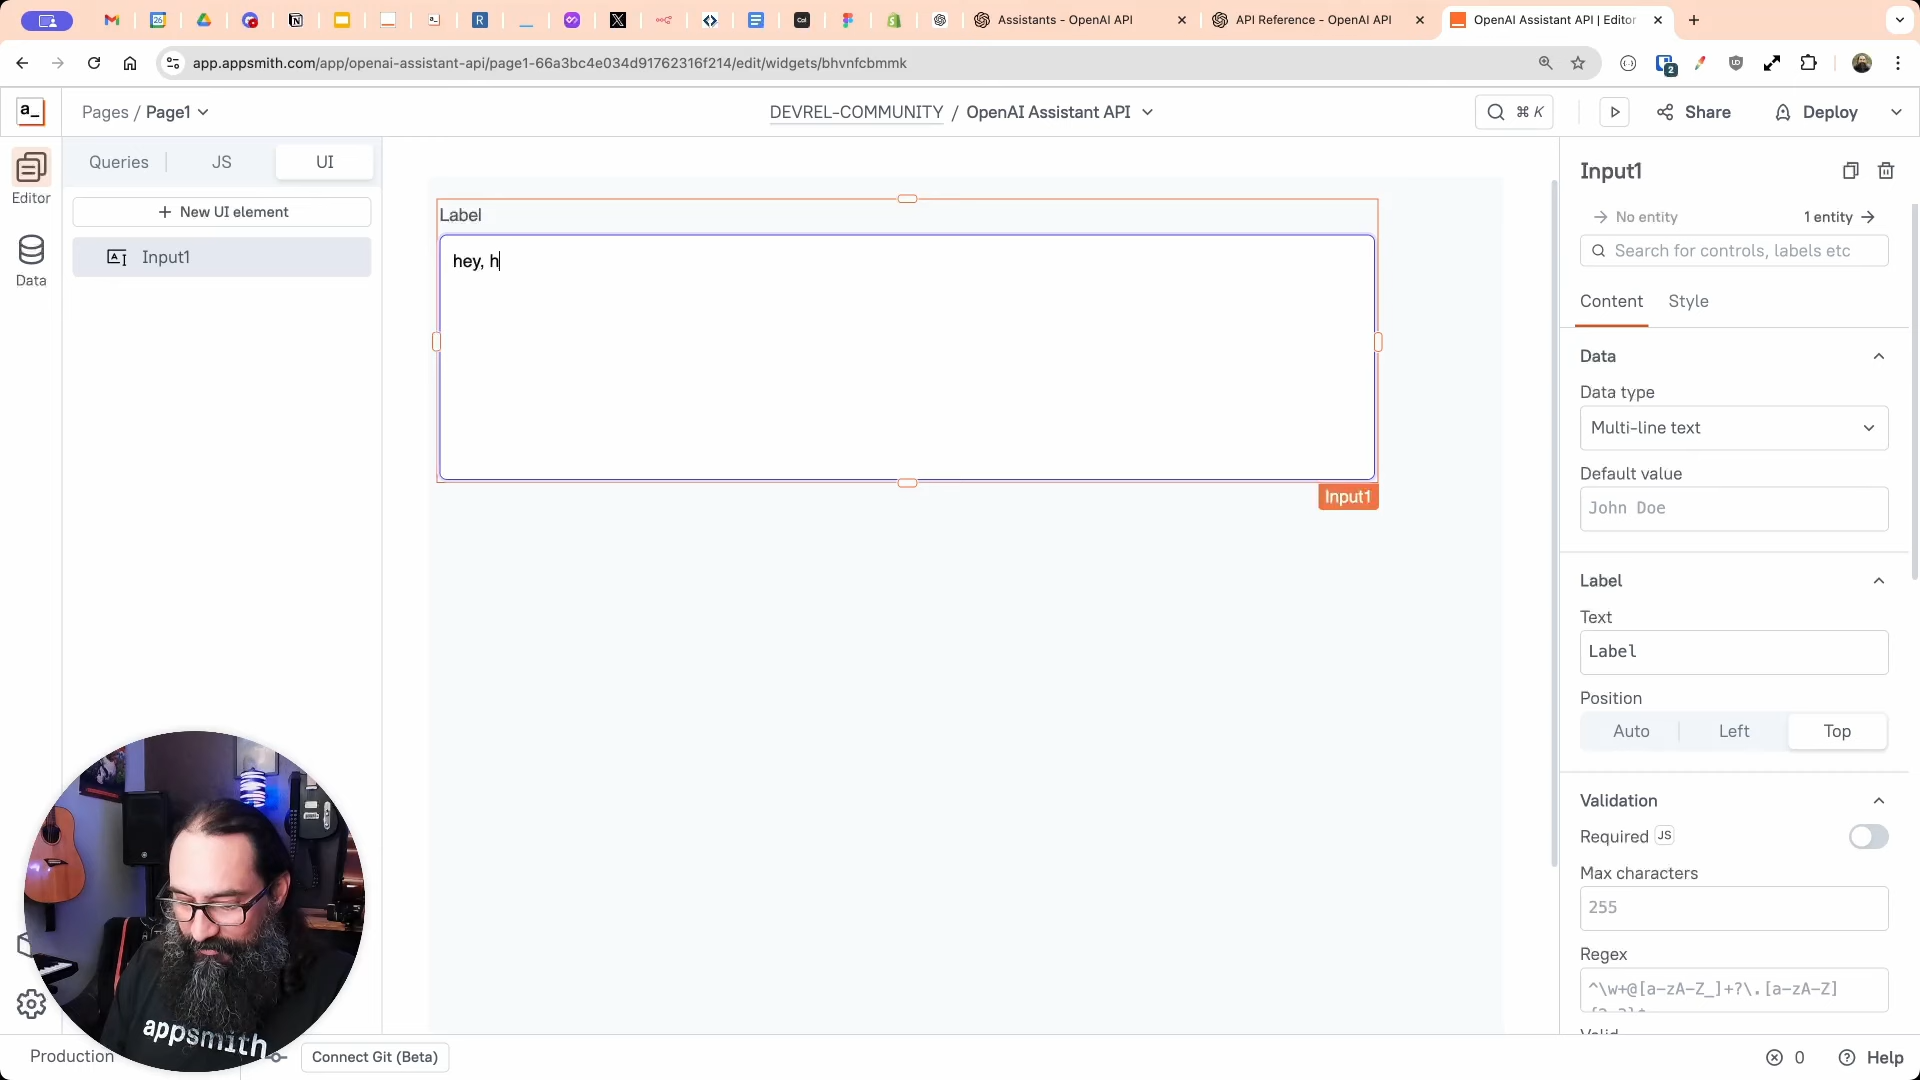 Assistants - OpenAI API
API Reference - OpenAI API
OpenAI Assistant API | Editor
app.appsmith.com/app/openai-assistant-api/page1-66a3bc4e034d91762316f214/edit/widgets/bhvnfcbmmk
2
a_
Pages / Page1
DEVREL-COMMUNITY / OpenAI Assistant API
⌘ K
Share
Deploy
Editor
Data
Queries
JS
UI
+ New UI element
Input1
Label
hey, h
Input1
Input1
No entity
1 entity
Search for controls, labels etc
Content
Style
Data
Data type
Multi-line text
Default value
John Doe
Label
Text
Label
Position
Auto
Left
Top
Validation
Required JS
Max characters
255
Regex
^\w+@[a-zA-Z_]+?\.[a-zA-Z]
Valid
appsmith
Production
Connect Git (Beta)
0
Help